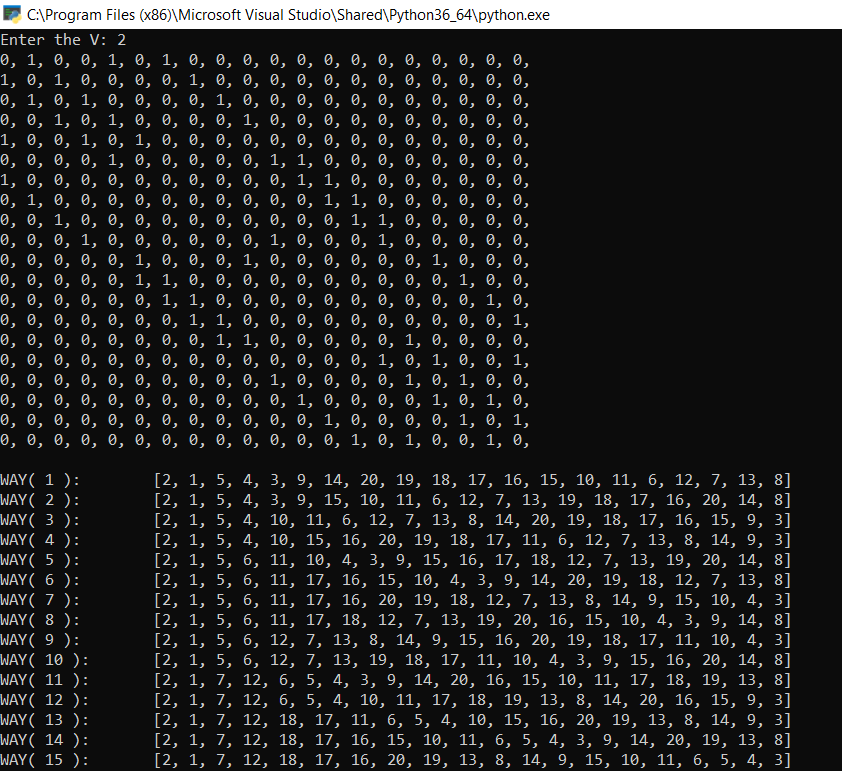 C:\Program Files (x86)\Microsoft Visual Studio\Shared\Python36_64\python.exe
Enter the V: 2
0, 1, 0, 0, 1, 0, 1, 0, 0, 0, 0, 0, 0, 0, 0, 0, 0, 0, 0, 0,
1, 0, 1, 0, 0, 0, 0, 1, 0, 0, 0, 0, 0, 0, 0, 0, 0, 0, 0, 0,
0, 1, 0, 1, 0, 0, 0, 0, 1, 0, 0, 0, 0, 0, 0, 0, 0, 0, 0, 0,
0, 0, 1, 0, 1, 0, 0, 0, 0, 1, 0, 0, 0, 0, 0, 0, 0, 0, 0, 0,
1, 0, 0, 1, 0, 1, 0, 0, 0, 0, 0, 0, 0, 0, 0, 0, 0, 0, 0, 0,
0, 0, 0, 0, 1, 0, 0, 0, 0, 0, 1, 1, 0, 0, 0, 0, 0, 0, 0, 0,
1, 0, 0, 0, 0, 0, 0, 0, 0, 0, 0, 1, 1, 0, 0, 0, 0, 0, 0, 0,
0, 1, 0, 0, 0, 0, 0, 0, 0, 0, 0, 0, 1, 1, 0, 0, 0, 0, 0, 0,
0, 0, 1, 0, 0, 0, 0, 0, 0, 0, 0, 0, 0, 1, 1, 0, 0, 0, 0, 0,
0, 0, 0, 1, 0, 0, 0, 0, 0, 0, 1, 0, 0, 0, 1, 0, 0, 0, 0, 0,
0, 0, 0, 0, 0, 1, 0, 0, 0, 1, 0, 0, 0, 0, 0, 0, 1, 0, 0, 0,
0, 0, 0, 0, 0, 1, 1, 0, 0, 0, 0, 0, 0, 0, 0, 0, 0, 1, 0, 0,
0, 0, 0, 0, 0, 0, 1, 1, 0, 0, 0, 0, 0, 0, 0, 0, 0, 0, 1, 0,
0, 0, 0, 0, 0, 0, 0, 1, 1, 0, 0, 0, 0, 0, 0, 0, 0, 0, 0, 1,
0, 0, 0, 0, 0, 0, 0, 0, 1, 1, 0, 0, 0, 0, 0, 1, 0, 0, 0, 0,
0, 0, 0, 0, 0, 0, 0, 0, 0, 0, 0, 0, 0, 0, 1, 0, 1, 0, 0, 1,
0, 0, 0, 0, 0, 0, 0, 0, 0, 0, 1, 0, 0, 0, 0, 1, 0, 1, 0, 0,
0, 0, 0, 0, 0, 0, 0, 0, 0, 0, 0, 1, 0, 0, 0, 0, 1, 0, 1, 0,
0, 0, 0, 0, 0, 0, 0, 0, 0, 0, 0, 0, 1, 0, 0, 0, 0, 1, 0, 1,
0, 0, 0, 0, 0, 0, 0, 0, 0, 0, 0, 0, 0, 1, 0, 1, 0, 0, 1, 0,
WAY( 1 ): [2, 1, 5, 4, 3, 9, 14, 20, 19, 18, 17, 16, 15, 10, 11, 6, 12, 7, 13, 8]
WAY( 2 ): [2, 1, 5, 4, 3, 9, 15, 10, 11, 6, 12, 7, 13, 19, 18, 17, 16, 20, 14, 8]
WAY( 3 ): [2, 1, 5, 4, 10, 11, 6, 12, 7, 13, 8, 14, 20, 19, 18, 17, 16, 15, 9, 3]
WAY( 4 ): [2, 1, 5, 4, 10, 15, 16, 20, 19, 18, 17, 11, 6, 12, 7, 13, 8, 14, 9, 3]
WAY( 5 ): [2, 1, 5, 6, 11, 10, 4, 3, 9, 15, 16, 17, 18, 12, 7, 13, 19, 20, 14, 8]
WAY( 6 ): [2, 1, 5, 6, 11, 17, 16, 15, 10, 4, 3, 9, 14, 20, 19, 18, 12, 7, 13, 8]
WAY( 7 ): [2, 1, 5, 6, 11, 17, 16, 20, 19, 18, 12, 7, 13, 8, 14, 9, 15, 10, 4, 3]
WAY( 8 ): [2, 1, 5, 6, 11, 17, 18, 12, 7, 13, 19, 20, 16, 15, 10, 4, 3, 9, 14, 8]
WAY( 9 ): [2, 1, 5, 6, 12, 7, 13, 8, 14, 9, 15, 16, 20, 19, 18, 17, 11, 10, 4, 3]
WAY( 10 ): [2, 1, 5, 6, 12, 7, 13, 19, 18, 17, 11, 10, 4, 3, 9, 15, 16, 20, 14, 8]
WAY( 11 ): [2, 1, 7, 12, 6, 5, 4, 3, 9, 14, 20, 16, 15, 10, 11, 17, 18, 19, 13, 8]
WAY( 12 ): [2, 1, 7, 12, 6, 5, 4, 10, 11, 17, 18, 19, 13, 8, 14, 20, 16, 15, 9, 3]
WAY( 13 ): [2, 1, 7, 12, 18, 17, 11, 6, 5, 4, 10, 15, 16, 20, 19, 13, 8, 14, 9, 3]
WAY( 14 ): [2, 1, 7, 12, 18, 17, 16, 15, 10, 11, 6, 5, 4, 3, 9, 14, 20, 19, 13, 8]
WAY( 15 ): [2, 1, 7, 12, 18, 17, 16, 20, 19, 13, 8, 14, 9, 15, 10, 11, 6, 5, 4, 3]